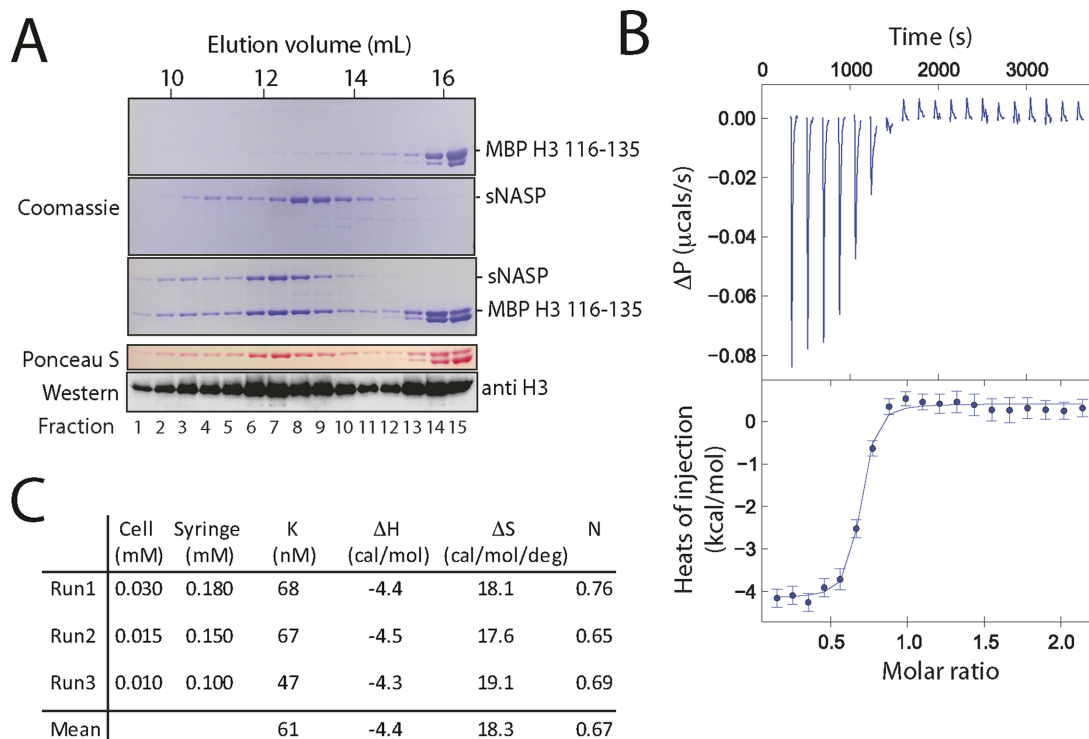 A
Elution volume (mL)
10 12 14 16
MBP H3 116-135
Coomassie
sNASP
sNASP
MBP H3 116-135
Ponceau S
Western
anti H3
Fraction 1 2 3 4 5 6 7 8 9 10 11 12 13 14 15
B
Time (s)
0 1000 2000 3000
ΔP (µcals/s)
0.00
−0.02
−0.04
−0.06
−0.08
Heats of injection
(kcal/mol)
0
−1
−2
−3
−4
0.5 1.0 1.5 2.0
Molar ratio
C
Cell Syringe K ΔH ΔS N
(mM) (mM) (nM) (cal/mol) (cal/mol/deg)
Run1 0.030 0.180 68 -4.4 18.1 0.76
Run2 0.015 0.150 67 -4.5 17.6 0.65
Run3 0.010 0.100 47 -4.3 19.1 0.69
Mean 61 -4.4 18.3 0.67